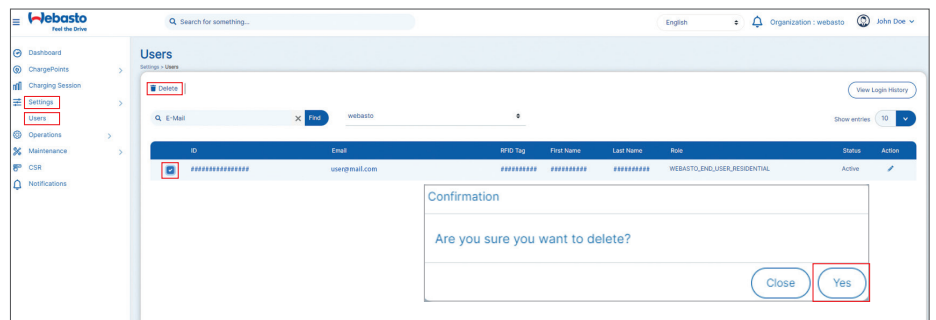 Webasto
Feel the Drive
Search for something...
English
Organization : webasto
John Doe
Dashboard
ChargePoints
Charging Session
Settings
Users
Operations
Maintenance
CSR
Notifications
Users
Settings > Users
Delete
View Login History
E-Mail
Find
webasto
Show entries
10
ID Email RFID Tag First Name Last Name Role Status Action
############### user@mail.com ########## ########## ########## WEBASTO_END_USER_RESIDENTIAL Active
Confirmation
Are you sure you want to delete?
Close
Yes